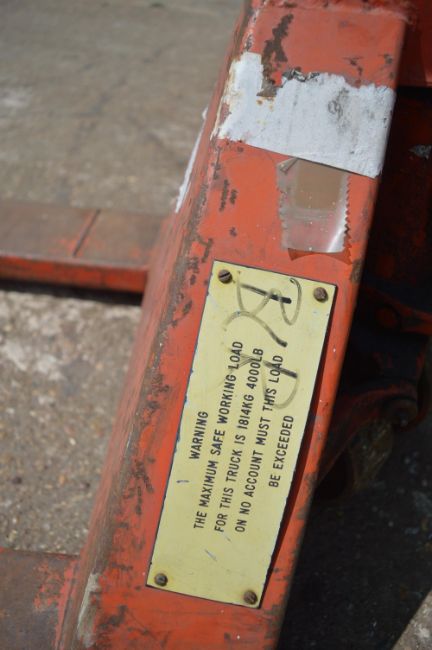 WARNING
THE MAXIMUM SAFE WORKING LOAD
FOR THIS TRUCK IS 1814KG 4000LB
ON NO ACCOUNT MUST THIS LOAD
BE EXCEEDED